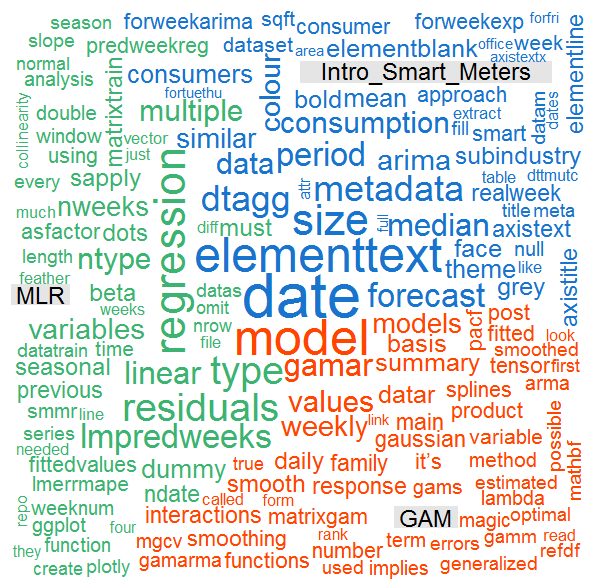 season forweekarima sqft consumer forweekexp forfri
slope predweekreg dataset area elementblank office week
normal consumers colour Intro_Smart_Meters axistextx elementline
analysis matrixtrain fortuethu bold mean approach extract datam dates
collinearity double multiple consumption fill smart
window vector similar period arima subindustry
using just data table dttmutc
every sapply regression dtagg attr metadata realweek
much nweeks size full median title meta
asfactor dots diff must axistext
length ntype elementtext face null
feather theme like axistitle
MLR beta datas date forecast grey
weeks omit
variables nrow model models pacf post
datatrain time file basis fitted look
seasonal linear type gamar summary smoothed
previous values datar tensor first
smmr line residuals splines arma
series lmpredweeks weekly link main product
needed gaussian variable possible
fittedvalues dummy true daily family it's method mathbf
lmerrmape ndate smooth response gams estimated
repo weeknum called form lambda
ggplot four interactions matrixgam GAM magic optimal
they function mgcv smoothing rank term errors gamm read
create plotly gamarma functions number used implies generalized refdf